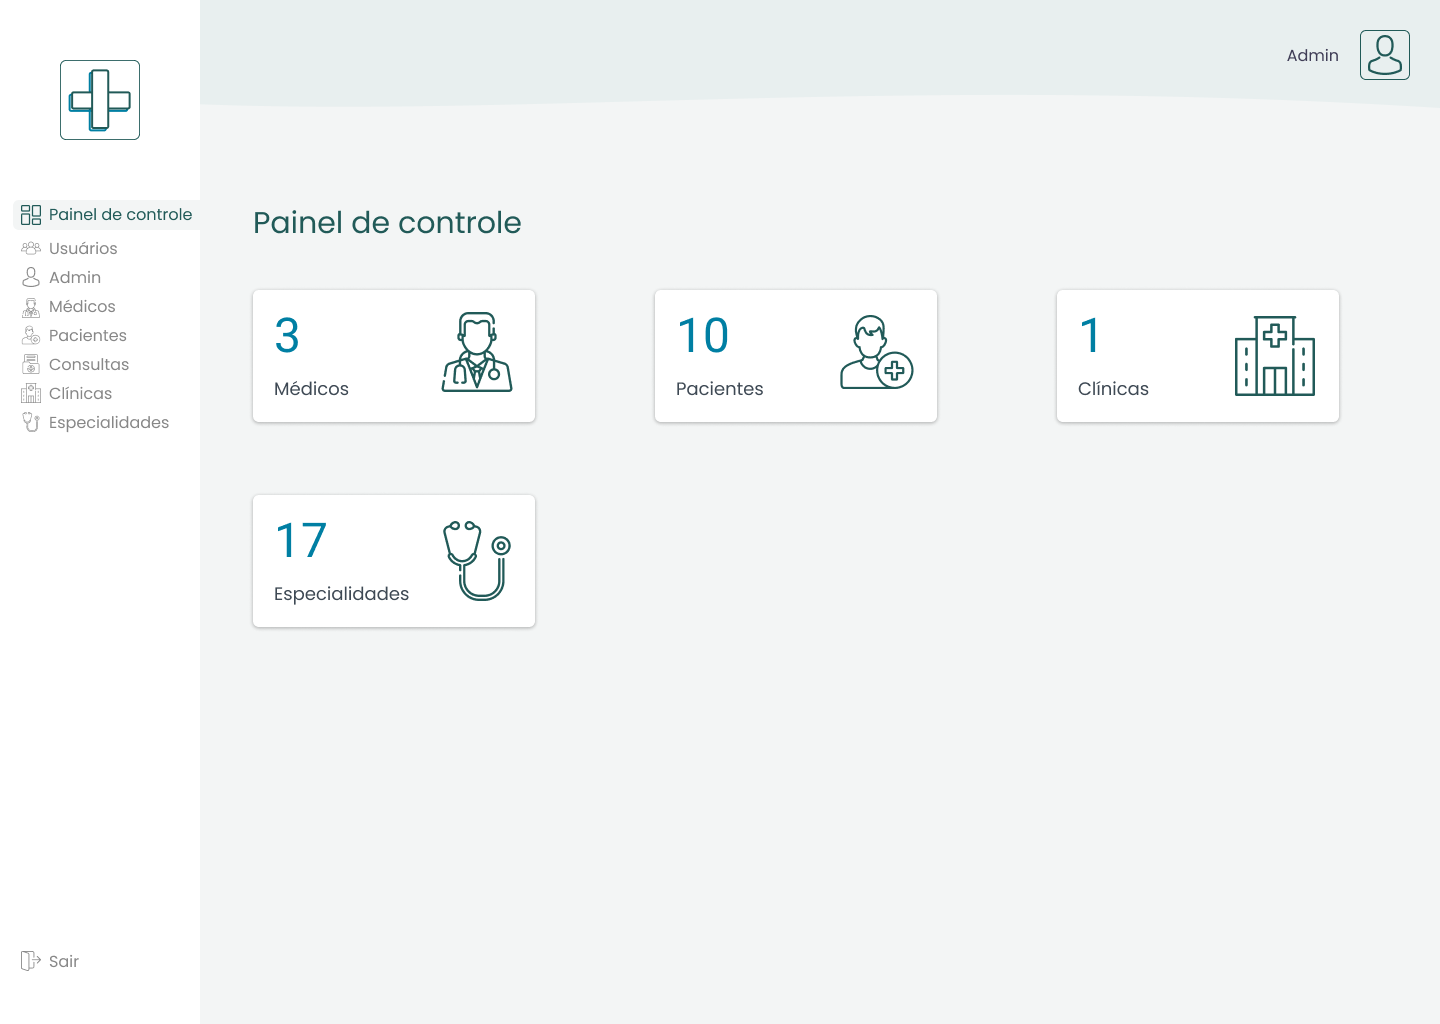 Admin
Painel de controle
Usuários
Admin
Médicos
Pacientes
Consultas
Clínicas
Especialidades
Sair
Painel de controle
3
Médicos
10
Pacientes
1
Clínicas
17
Especialidades